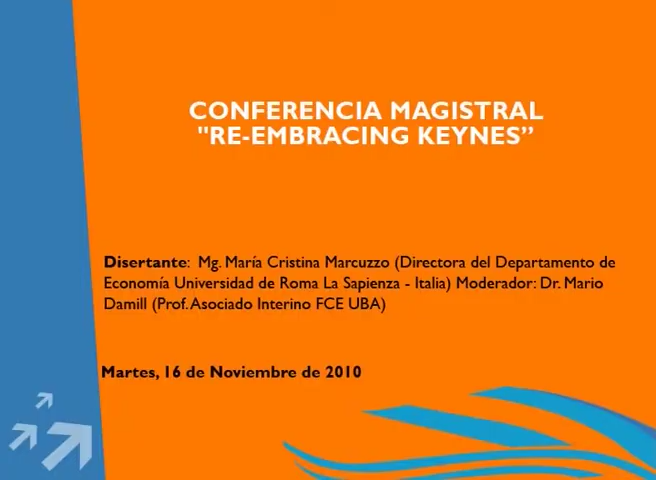 CONFERENCIA MAGISTRAL
"RE-EMBRACING KEYNES”
Disertante:  Mg. María Cristina Marcuzzo (Directora del Departamento de
Economía Universidad de Roma La Sapienza - Italia) Moderador: Dr. Mario
Damill (Prof. Asociado Interino FCE UBA)
Martes, 16 de Noviembre de 2010